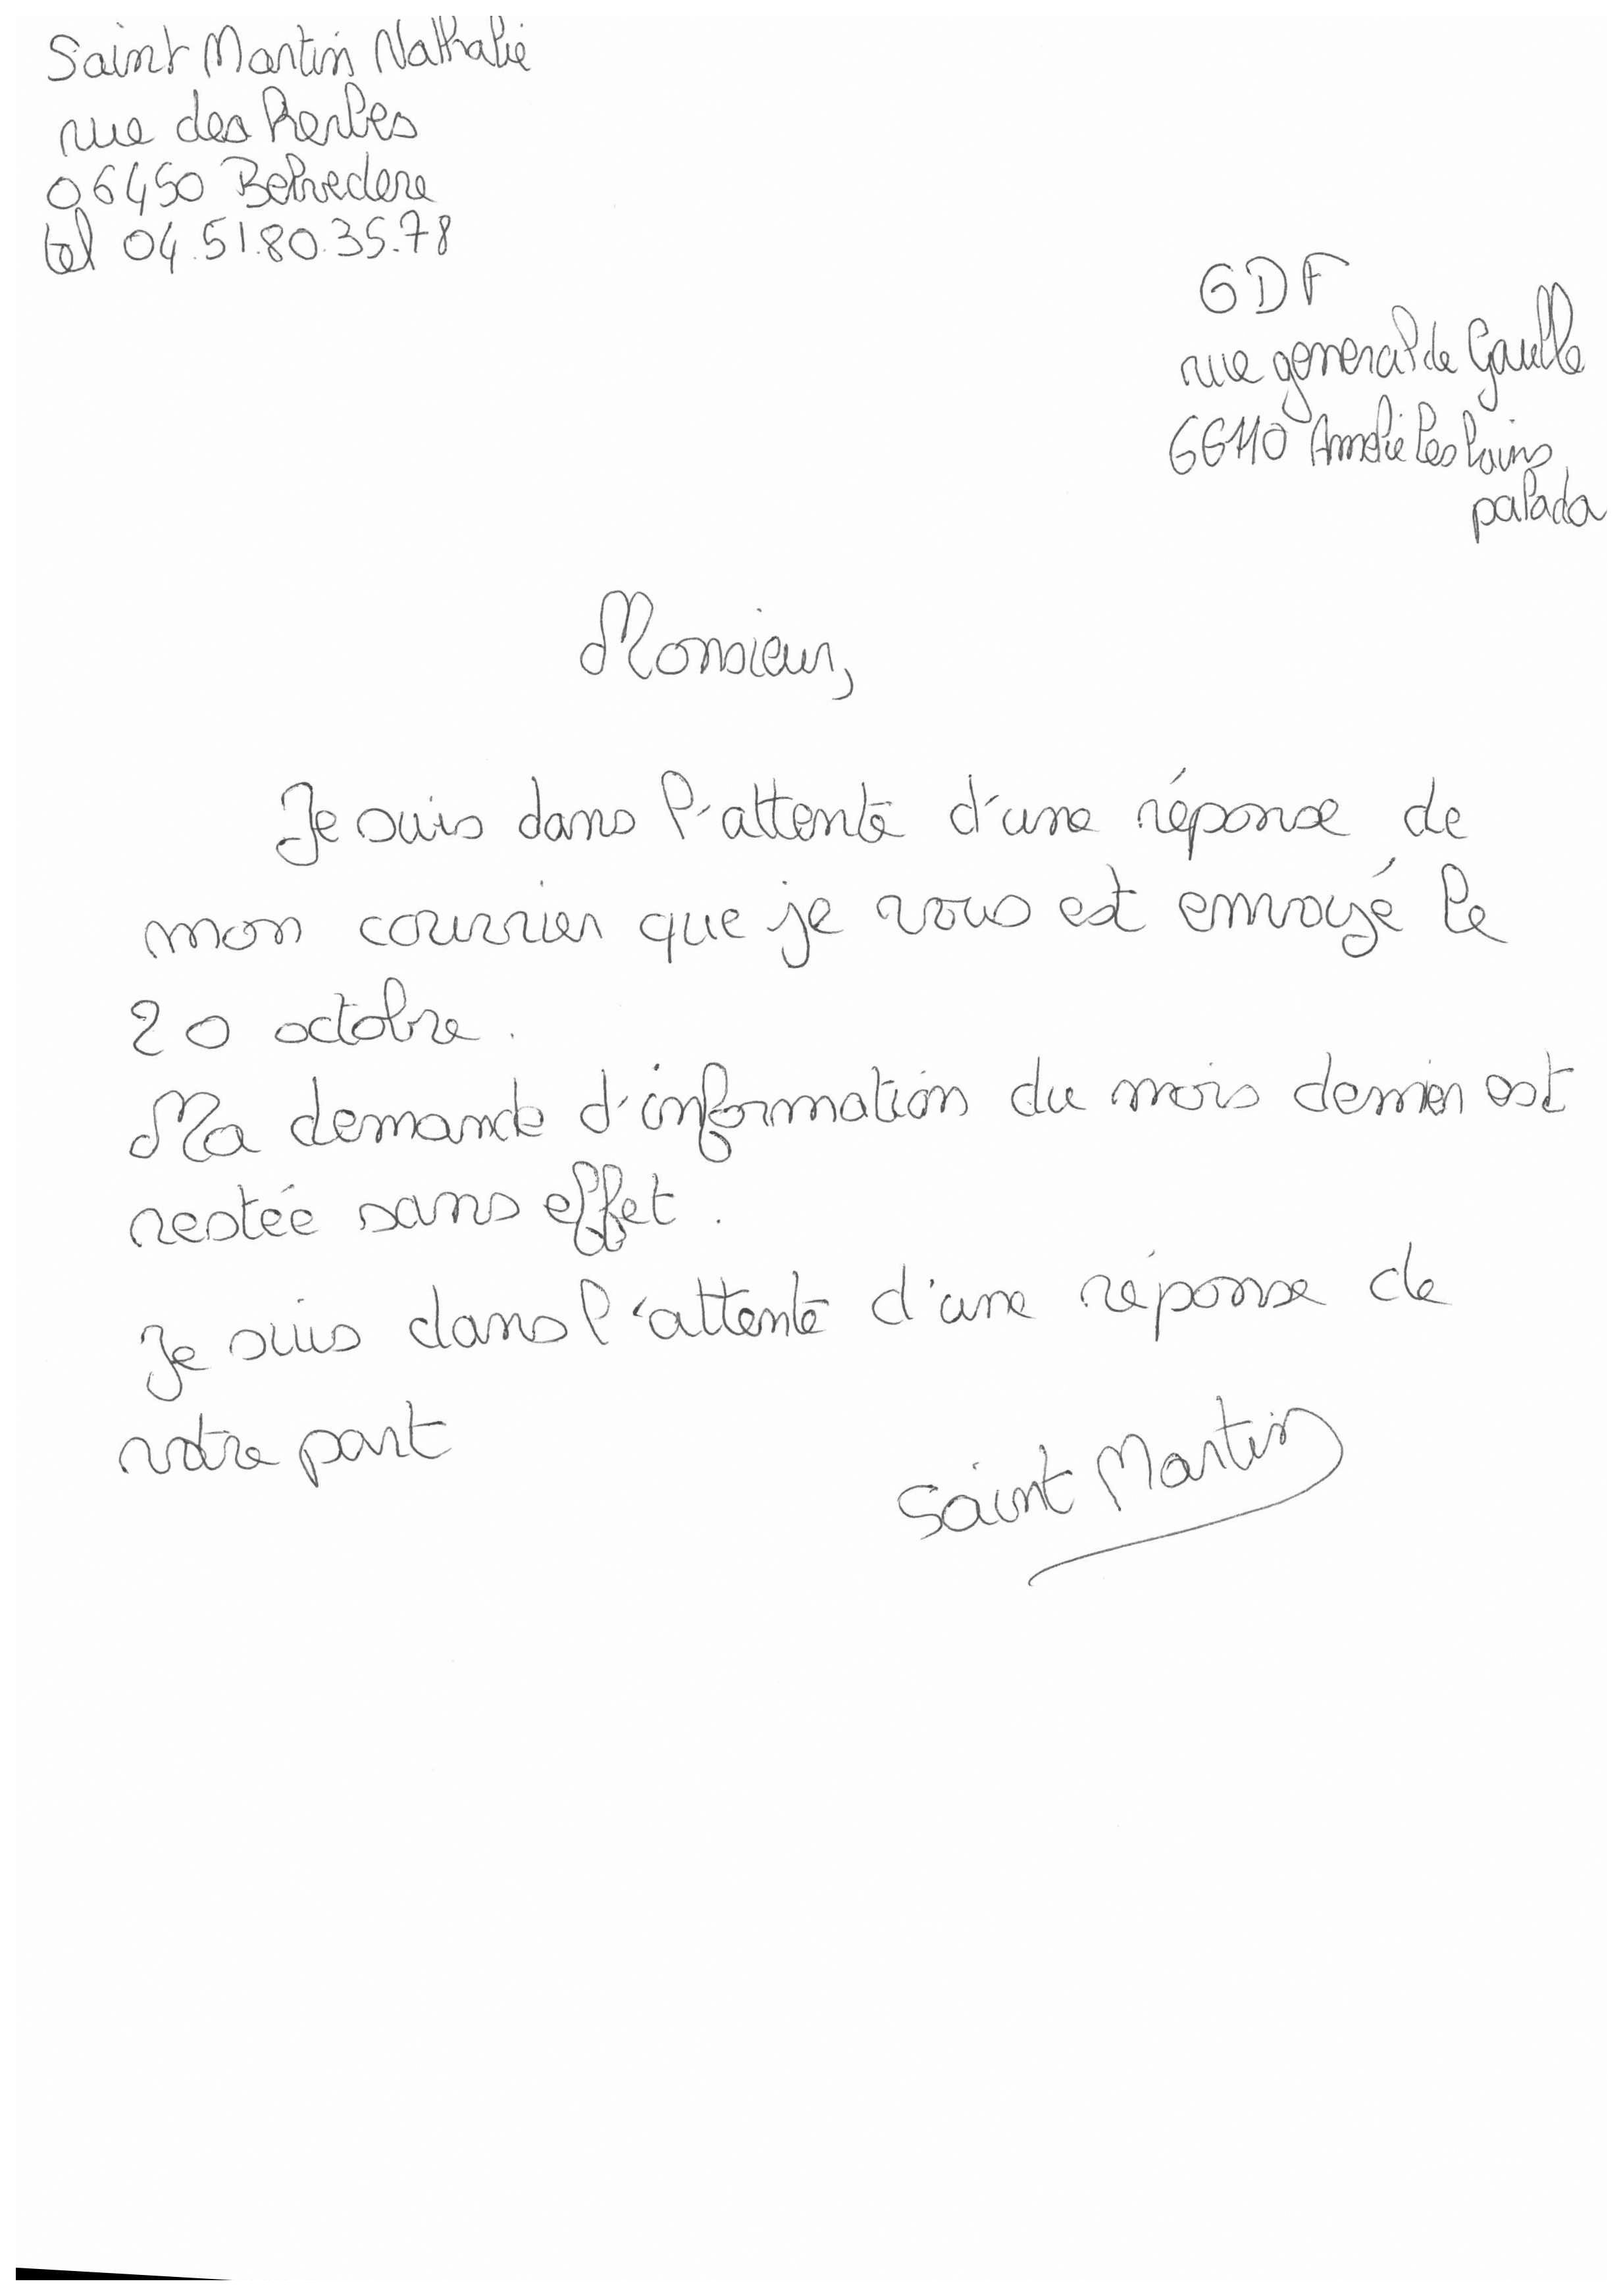 Saint Martin Nathalie
rue des herbes
06450 Belvedere
tel 04.51.80.35.78
GDF
rue general de Gaulle
66110 Amelie les bains
palada
Monsieur,
Je suis dans l'attente d'une réponse de
mon courrier que je vous est envoyé le
20 octobre.
Ma demande d'information du mois dernier est
restée sans effet.
Je suis dans l'attente d'une réponse de
votre part
Saint Martin